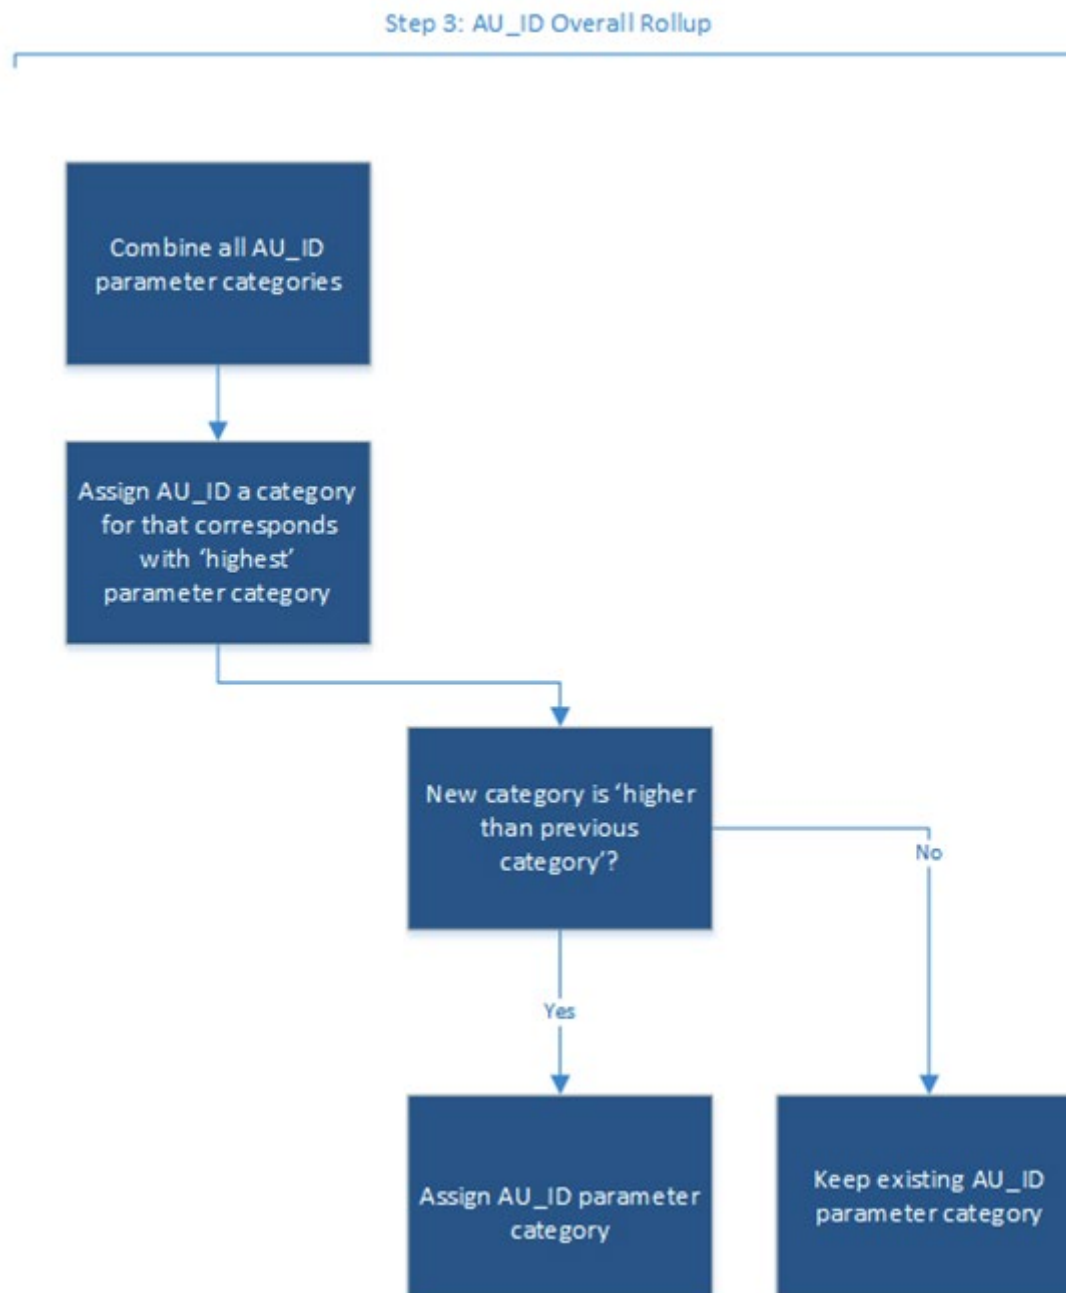 Step 3: AU_ID Overall Rollup
Combine all AU_ID
parameter categories
Assign AU_ID a category
for that corresponds
with ‘highest’
parameter category
New category is ‘higher
than previous
category’?
No
Yes
Assign AU_ID parameter
category
Keep existing AU_ID
parameter category